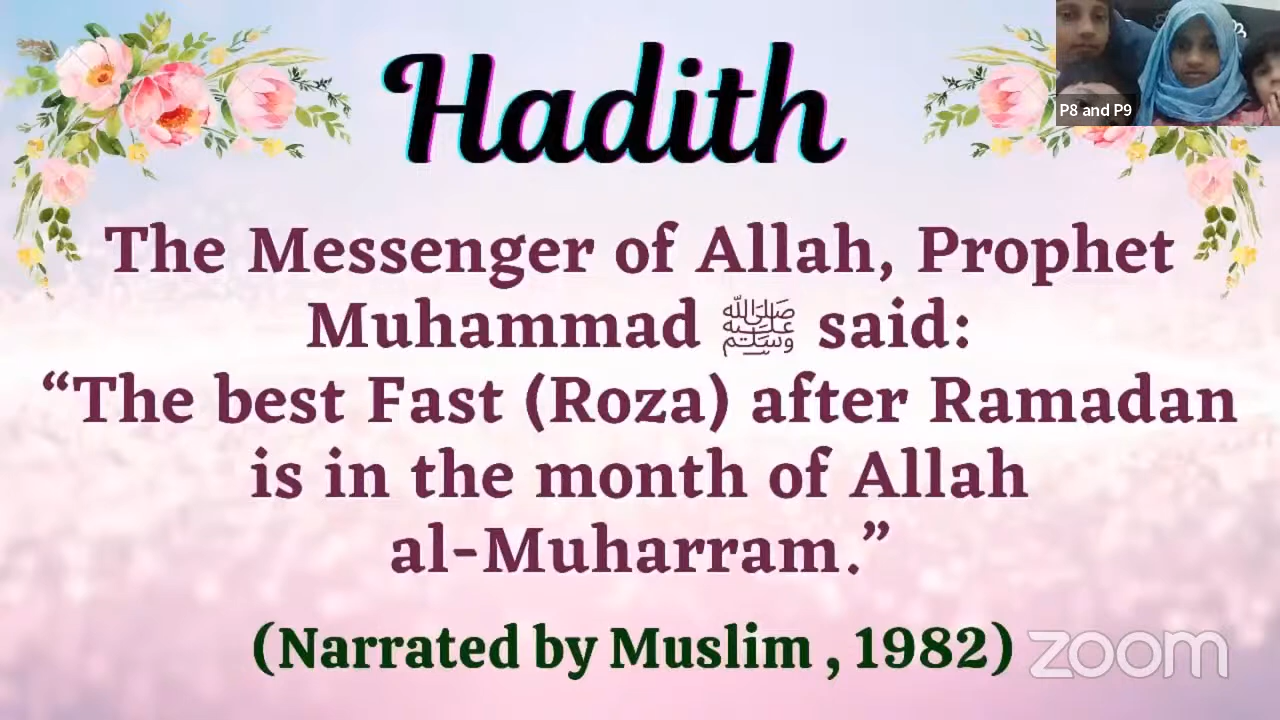 Hadith
P8 and P9
The Messenger of Allah, Prophet
Muhammad ﷺ said:
“The best Fast (Roza) after Ramadan
is in the month of Allah
al-Muharram.”
(Narrated by Muslim , 1982)
zoom